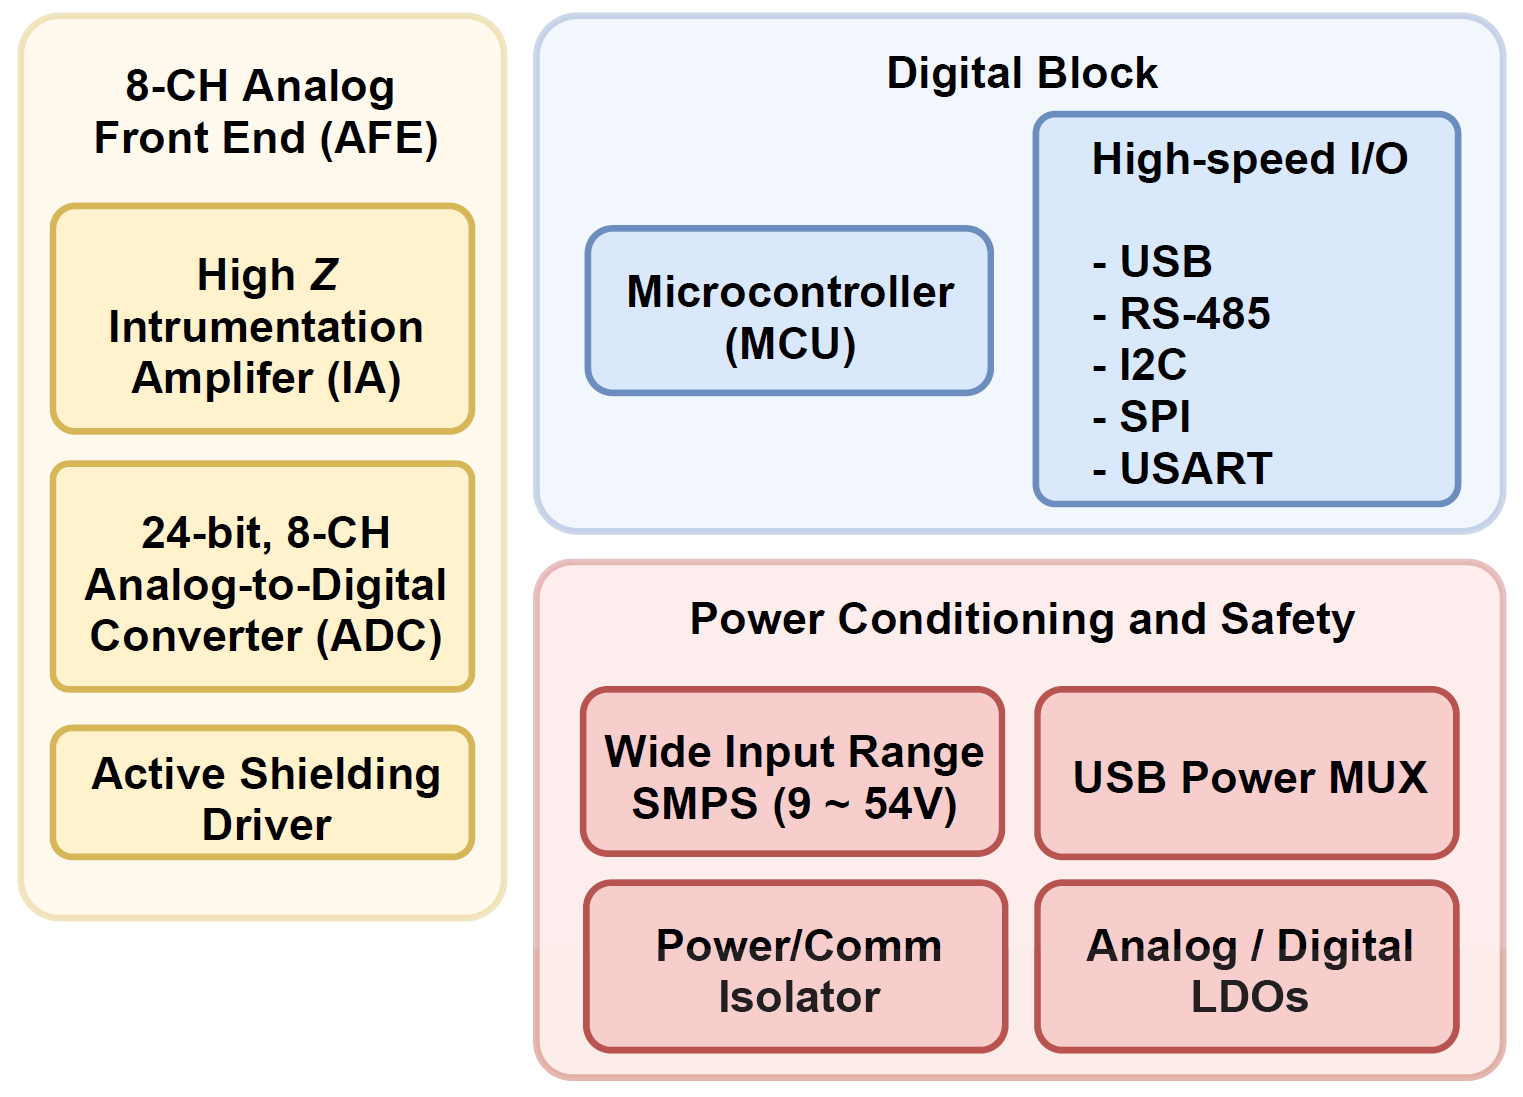 8-CH Analog
Front End (AFE)
High Z
Intrumentation
Amplifer (IA)
24-bit, 8-CH
Analog-to-Digital
Converter (ADC)
Active Shielding
Driver
Digital Block
Microcontroller
(MCU)
High-speed I/O
- USB
- RS-485
- I2C
- SPI
- USART
Power Conditioning and Safety
Wide Input Range
SMPS (9 ~ 54V)
USB Power MUX
Power/Comm
Isolator
Analog / Digital
LDOs